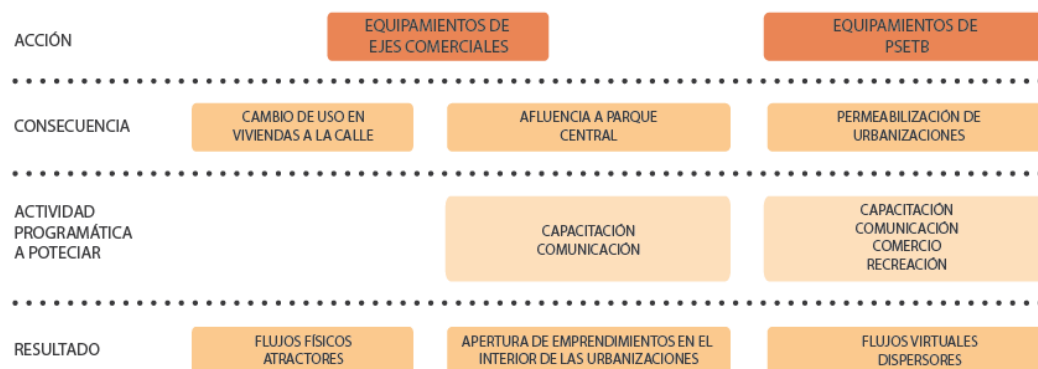 ACCIÓN
EQUIPAMIENTOS DE
EJES COMERCIALES
EQUIPAMIENTOS DE
PSETB
CONSECUENCIA
CAMBIO DE USO EN
VIVIENDAS A LA CALLE
AFLUENCIA A PARQUE
CENTRAL
PERMEABILIZACIÓN DE
URBANIZACIONES
ACTIVIDAD
PROGRAMÁTICA
A POTECIAR
CAPACITACIÓN
COMUNICACIÓN
CAPACITACIÓN
COMUNICACIÓN
COMERCIO
RECREACIÓN
RESULTADO
FLUJOS FÍSICOS
ATRACTORES
APERTURA DE EMPRENDIMIENTOS EN EL
INTERIOR DE LAS URBANIZACIONES
FLUJOS VIRTUALES
DISPERSORES